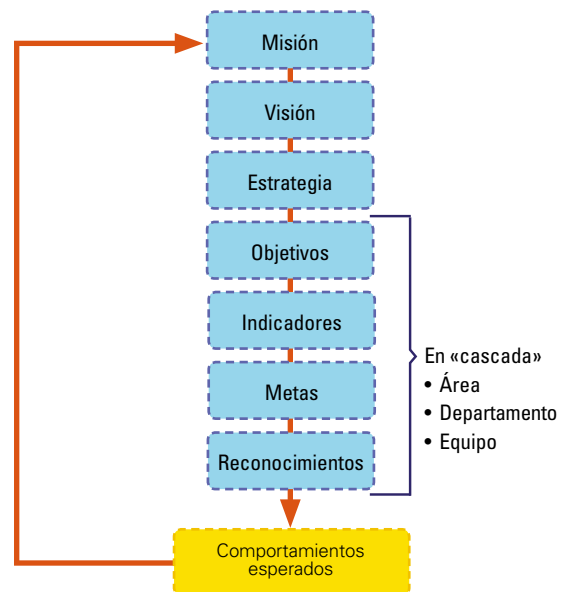 Misión
Visión
Estrategia
Objetivos
Indicadores
Metas
Reconocimientos
En «cascada»
• Área
• Departamento
• Equipo
Comportamientos
esperados